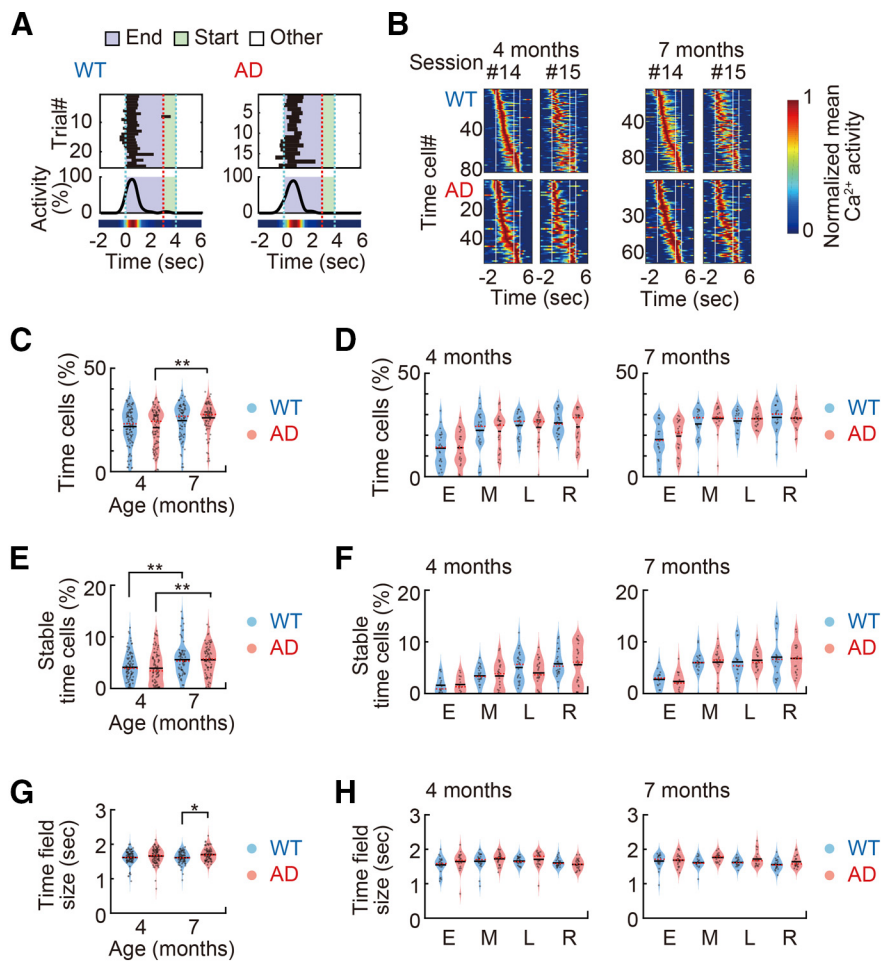 A
End Start Other
WT AD
Trial#
10
20
5
10
15
Activity
(%)
100
0
100
0
-2 0 2 4 6
-2 0 2 4 6
Time (sec)
Time (sec)
B
4 months 7 months
Session #14 #15 #14 #15
WT
AD
Time cell#
40
80
20
40
40
80
30
60
-2 6 -2 6
Time (sec) Time (sec)
1
0
Normalized mean
Ca2+ activity
C
Time cells (%)
50
0
**
4 7
Age (months)
WT
AD
D
4 months 7 months
Time cells (%)
50
0
50
0
E M L R
E M L R
WT
AD
E
Stable
time cells (%)
20
10
0
**
**
4 7
Age (months)
WT
AD
F
4 months 7 months
Stable
time cells (%)
20
10
0
20
10
0
E M L R
E M L R
WT
AD
G
Time field
size (sec)
3
2
1
0
*
4 7
Age (months)
WT
AD
H
4 months 7 months
Time field
size (sec)
3
2
1
0
3
2
1
0
E M L R
E M L R
WT
AD